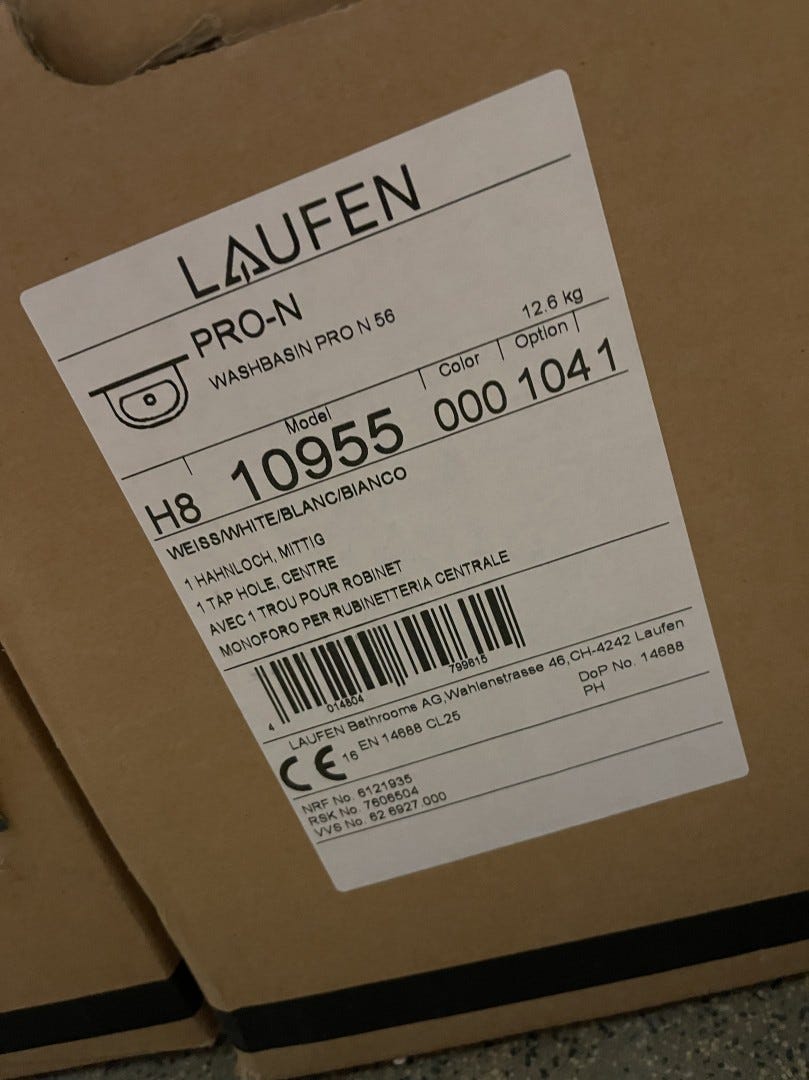 LAUFEN
PRO-N
WASHBASIN PRO N 56
12.6 kg
Model Color Option
H8 10955 000 104 1
WEISS/WHITE/BLANC/BIANCO
1 HAHNLOCH, MITTIG
1 TAP HOLE, CENTRE
AVEC 1 TROU POUR ROBINET
MONOFORO PER RUBINETTERIA CENTRALE
4 014804 799615
LAUFEN Bathrooms AG,Wahlenstrasse 46,CH-4242 Laufen
CE 16 EN 14688 CL25
DoP No. 14688
PH
NRF No. 6121935
RSK No. 7606504
VVS No. 62 6927.000